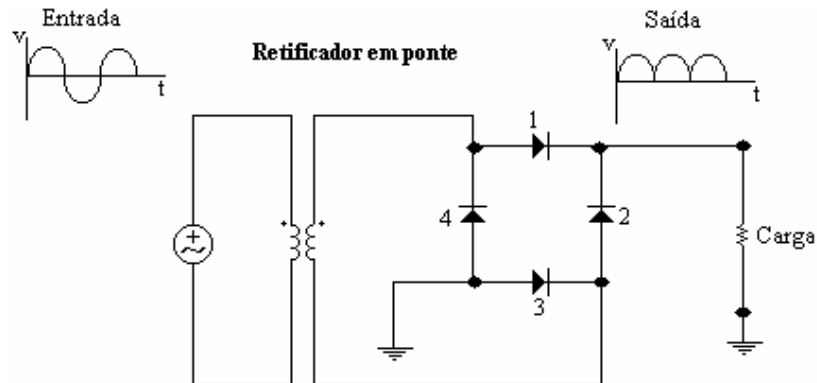 Entrada
v
t
Retificador em ponte
Saída
v
t
1
4
2
3
Carga